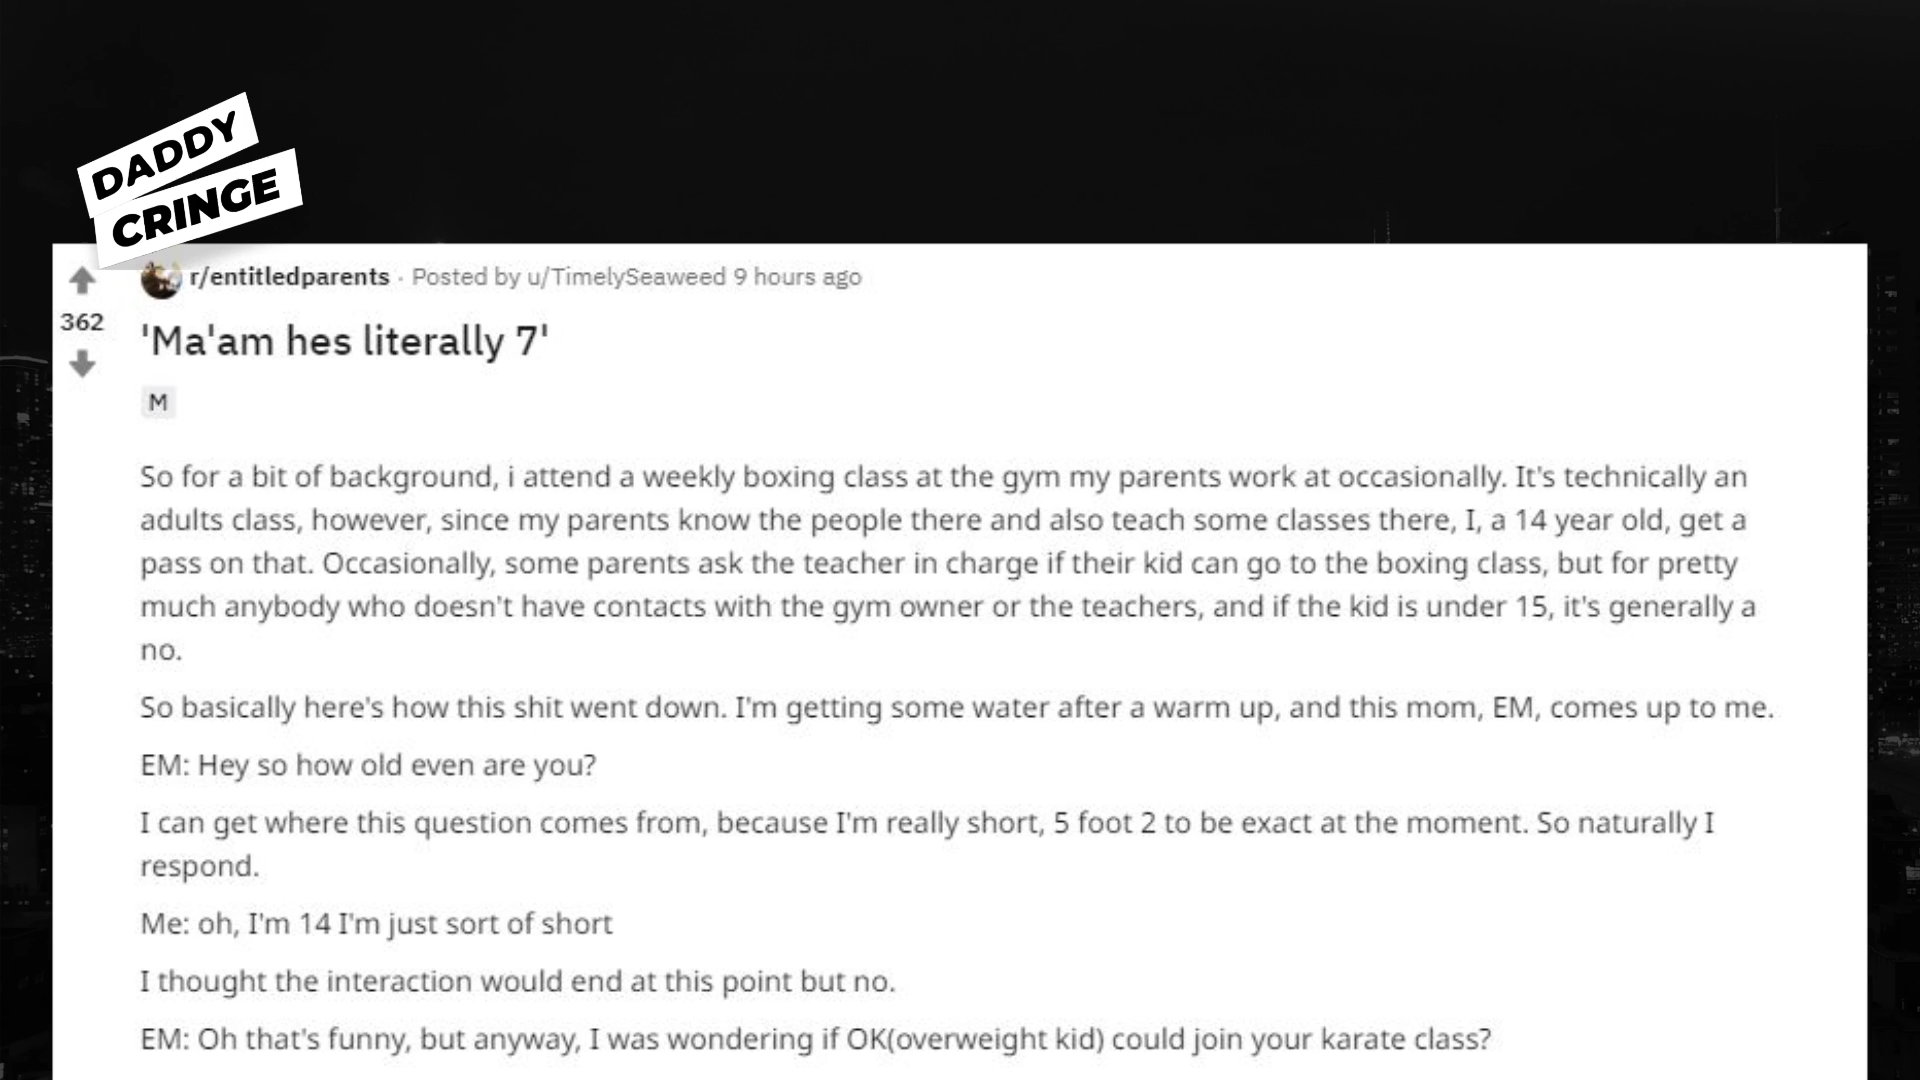 DADDY
CRINGE
r/entitledparents · Posted by u/TimelySeaweed 9 hours ago
362
'Ma'am hes literally 7'
M
So for a bit of background, i attend a weekly boxing class at the gym my parents work at occasionally. It's technically an
adults class, however, since my parents know the people there and also teach some classes there, I, a 14 year old, get a
pass on that. Occasionally, some parents ask the teacher in charge if their kid can go to the boxing class, but for pretty
much anybody who doesn't have contacts with the gym owner or the teachers, and if the kid is under 15, it's generally a
no.
So basically here's how this shit went down. I'm getting some water after a warm up, and this mom, EM, comes up to me.
EM: Hey so how old even are you?
I can get where this question comes from, because I'm really short, 5 foot 2 to be exact at the moment. So naturally I
respond.
Me: oh, I'm 14 I'm just sort of short
I thought the interaction would end at this point but no.
EM: Oh that's funny, but anyway, I was wondering if OK(overweight kid) could join your karate class?